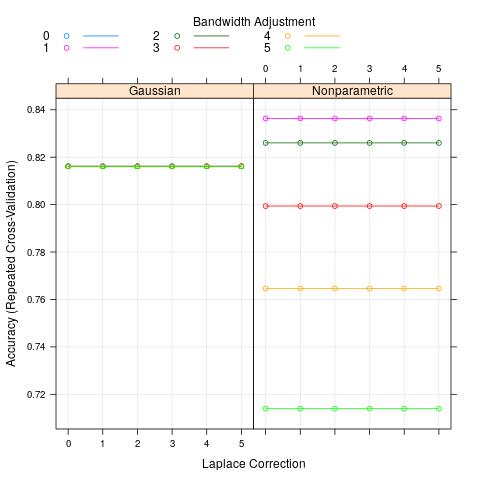 Bandwidth Adjustment
0 2 4
1 3 5
0 1 2 3 4 5
Gaussian Nonparametric
0.84
0.82
0.80
0.78
0.76
0.74
0.72
Accuracy (Repeated Cross-Validation)
0 1 2 3 4 5
Laplace Correction